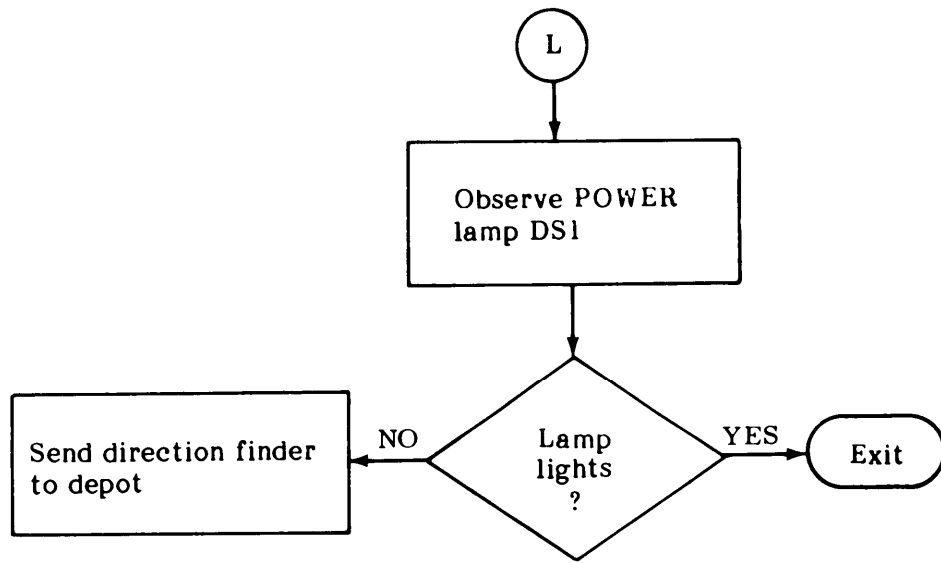 L
Observe POWER
lamp DS1
Lamp
lights
?
NO
YES
Send direction finder
to depot
Exit